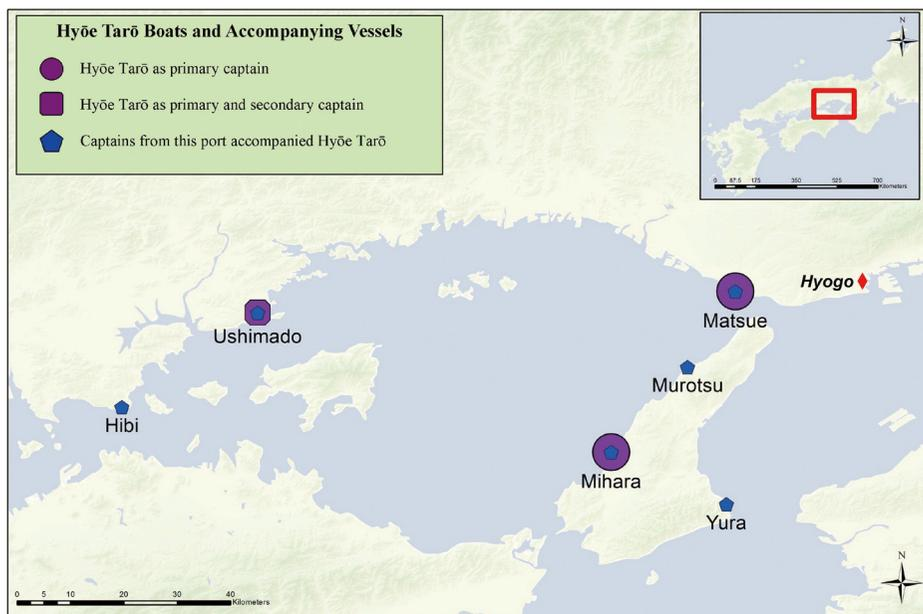 Hyōe Tarō Boats and Accompanying Vessels
Hyōe Tarō as primary captain
Hyōe Tarō as primary and secondary captain
Captains from this port accompanied Hyōe Tarō
N
0 87.5 175 350 525 700
Kilometers
Hyogo
Matsue
Ushimado
Murotsu
Hibi
Mihara
Yura
N
0 5 10 20 30 40
Kilometers